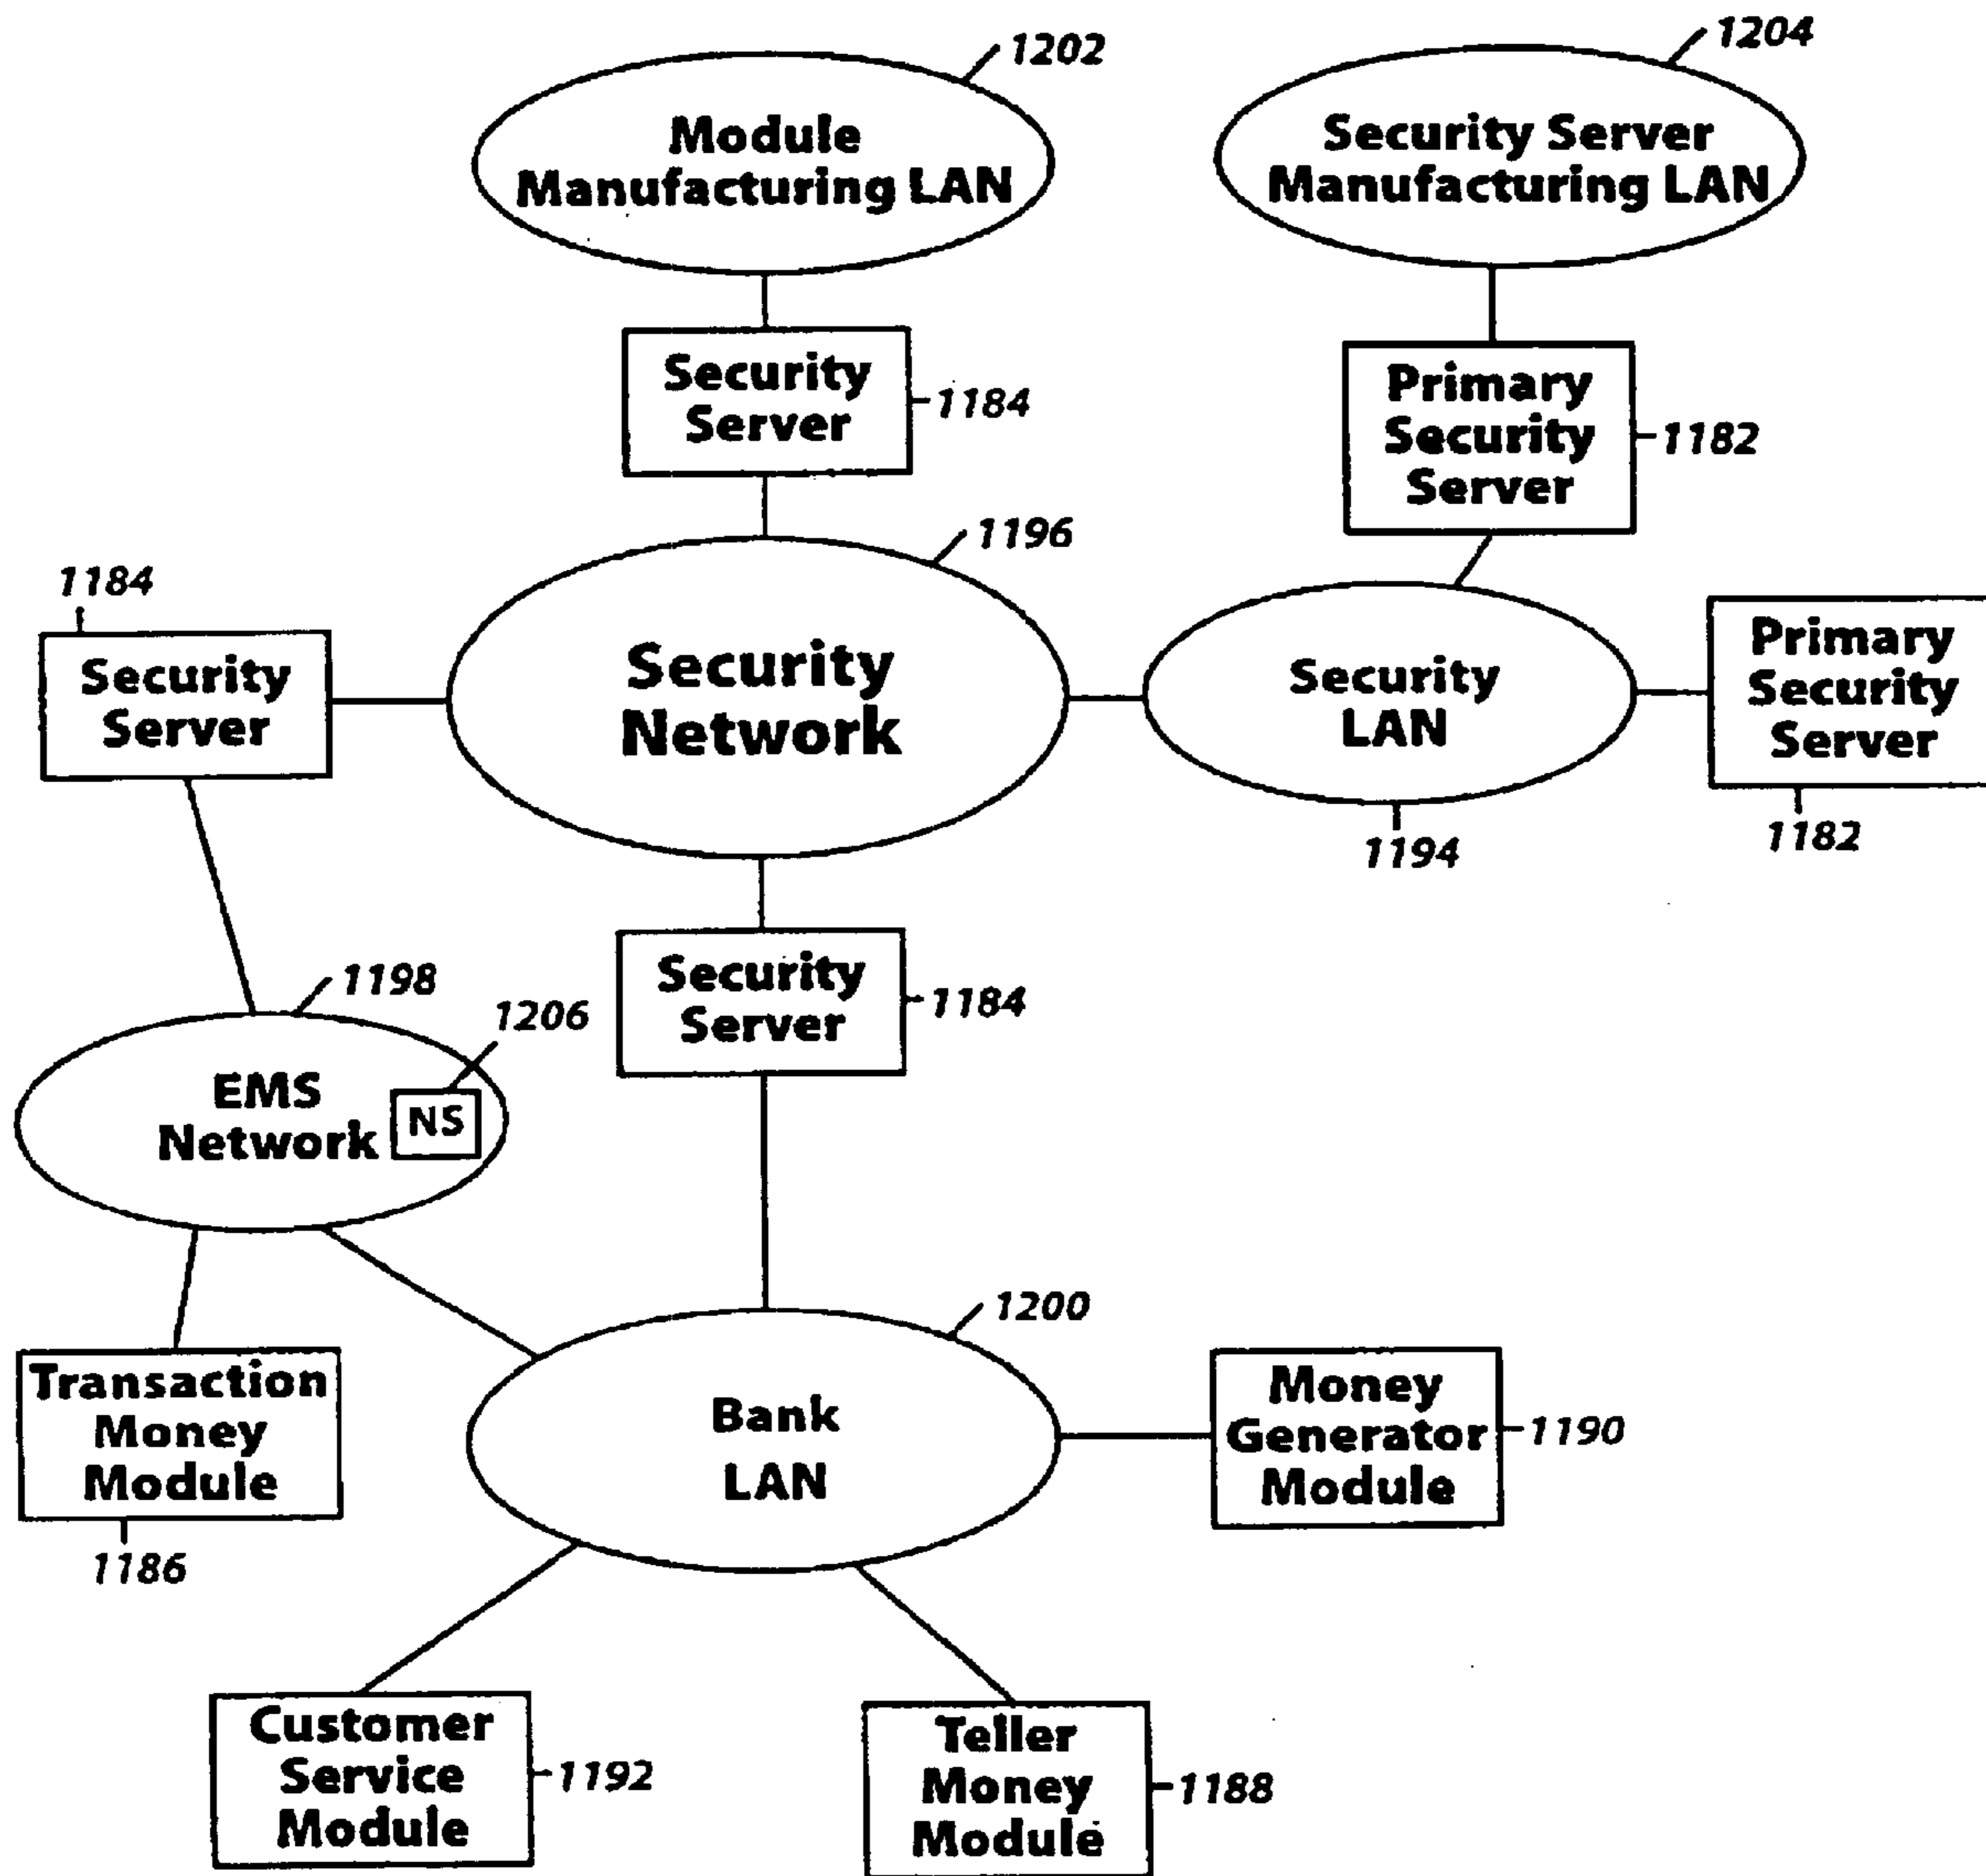 1202
Module
Manufacturing LAN
1204
Security Server
Manufacturing LAN
Security
Server
1184
Primary
Security
Server
1182
1196
Security
Network
1184
Security
Server
Security
LAN
1194
Primary
Security
Server
1182
Security
Server
1184
1198
1206
EMS
Network
NS
Transaction
Money
Module
1186
1200
Bank
LAN
Money
Generator
Module
1190
Customer
Service
Module
1192
Teller
Money
Module
1188